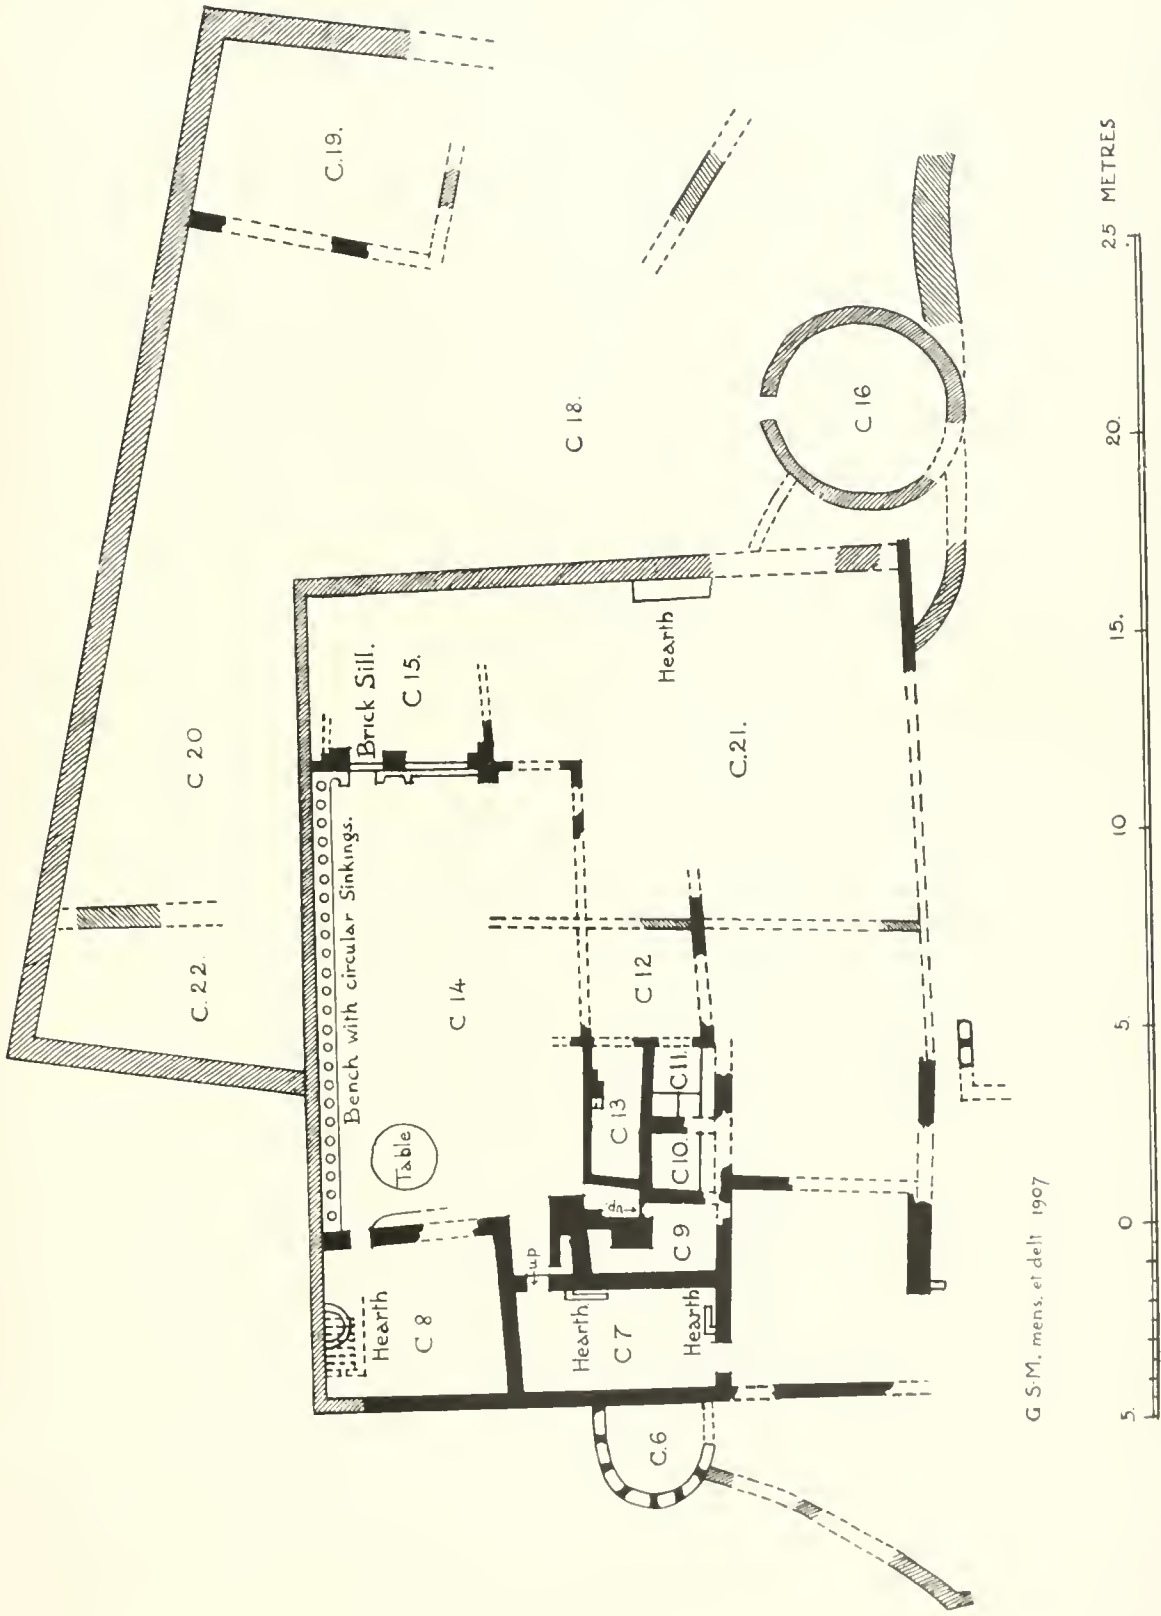 C.19.
C 18.
C 16
C 20
C. 22.
Brick Sill.
C 15.
Hearth
Bench with circular Sinkings.
C 14
C.21.
C 12
Table
C 13
C 11.
C 10.
dn
C 9
up
Hearth
C 8
Hearth
C 7
Hearth
C.6
G S·M. mens. et delt 1907
5. 0 5. 10 15. 20. 25 METRES